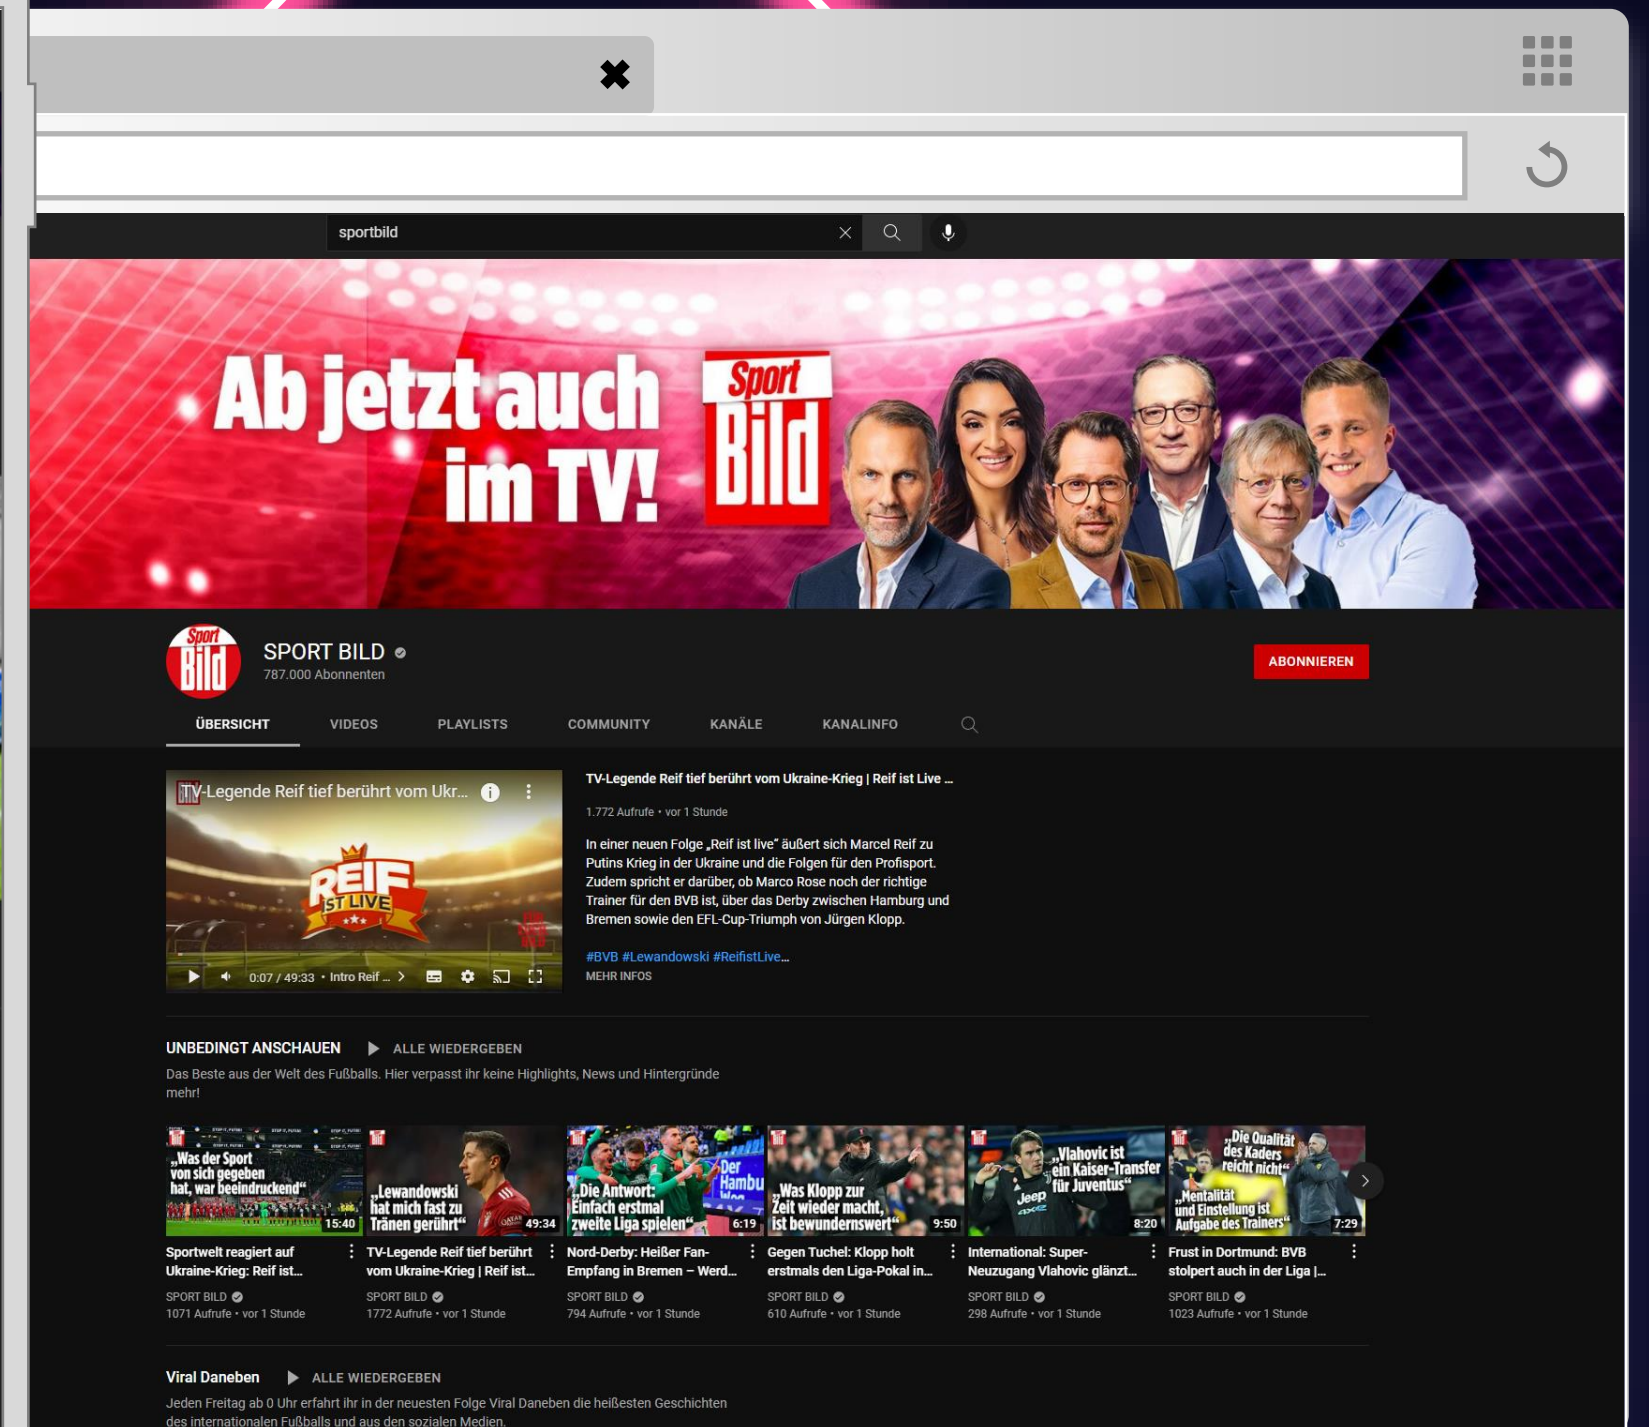 sportbild
Ab jetzt auch
im TV!
Sport
Bild
Sport
Bild
SPORT BILD
787.000 Abonnenten
ABONNIEREN
ÜBERSICHT VIDEOS PLAYLISTS COMMUNITY KANÄLE KANALINFO
TV-Legende Reif tief berührt vom Ukr...
REIF
IST LIVE
0:07 / 49:33 • Intro Reif ...
TV-Legende Reif tief berührt vom Ukraine-Krieg | Reif ist Live ...
1.772 Aufrufe • vor 1 Stunde
In einer neuen Folge „Reif ist live“ äußert sich Marcel Reif zu
Putins Krieg in der Ukraine und die Folgen für den Profisport.
Zudem spricht er darüber, ob Marco Rose noch der richtige
Trainer für den BVB ist, über das Derby zwischen Hamburg und
Bremen sowie den EFL-Cup-Triumph von Jürgen Klopp.
#BVB #Lewandowski #ReifistLive...
MEHR INFOS
UNBEDINGT ANSCHAUEN ALLE WIEDERGEBEN
Das Beste aus der Welt des Fußballs. Hier verpasst ihr keine Highlights, News und Hintergründe
mehr!
„Was der Sport
von sich gegeben
hat, war beeindruckend“
15:40
Sportwelt reagiert auf
Ukraine-Krieg: Reif ist...
SPORT BILD
1071 Aufrufe • vor 1 Stunde
„Lewandowski
hat mich fast zu
Tränen gerührt“
49:34
TV-Legende Reif tief berührt
vom Ukraine-Krieg | Reif ist...
SPORT BILD
1772 Aufrufe • vor 1 Stunde
Der
Hambu
„Die Antwort:
Einfach erstmal
zweite Liga spielen“
6:19
Nord-Derby: Heißer Fan-
Empfang in Bremen – Werd...
SPORT BILD
794 Aufrufe • vor 1 Stunde
„Was Klopp zur
Zeit wieder macht,
ist bewundernswert“
9:50
Gegen Tuchel: Klopp holt
erstmals den Liga-Pokal in...
SPORT BILD
610 Aufrufe • vor 1 Stunde
„Vlahovic ist
ein Kaiser-Transfer
für Juventus“
Jeep
8:20
International: Super-
Neuzugang Vlahovic glänzt...
SPORT BILD
298 Aufrufe • vor 1 Stunde
„Die Qualität
des Kaders
reicht nicht“
„Mentalität
und Einstellung ist
Aufgabe des Trainers“
7:29
Frust in Dortmund: BVB
stolpert auch in der Liga |...
SPORT BILD
1023 Aufrufe • vor 1 Stunde
Viral Daneben ALLE WIEDERGEBEN
Jeden Freitag ab 0 Uhr erfahrt ihr in der neuesten Folge Viral Daneben die heißesten Geschichten
des internationalen Fußballs und aus den sozialen Medien.